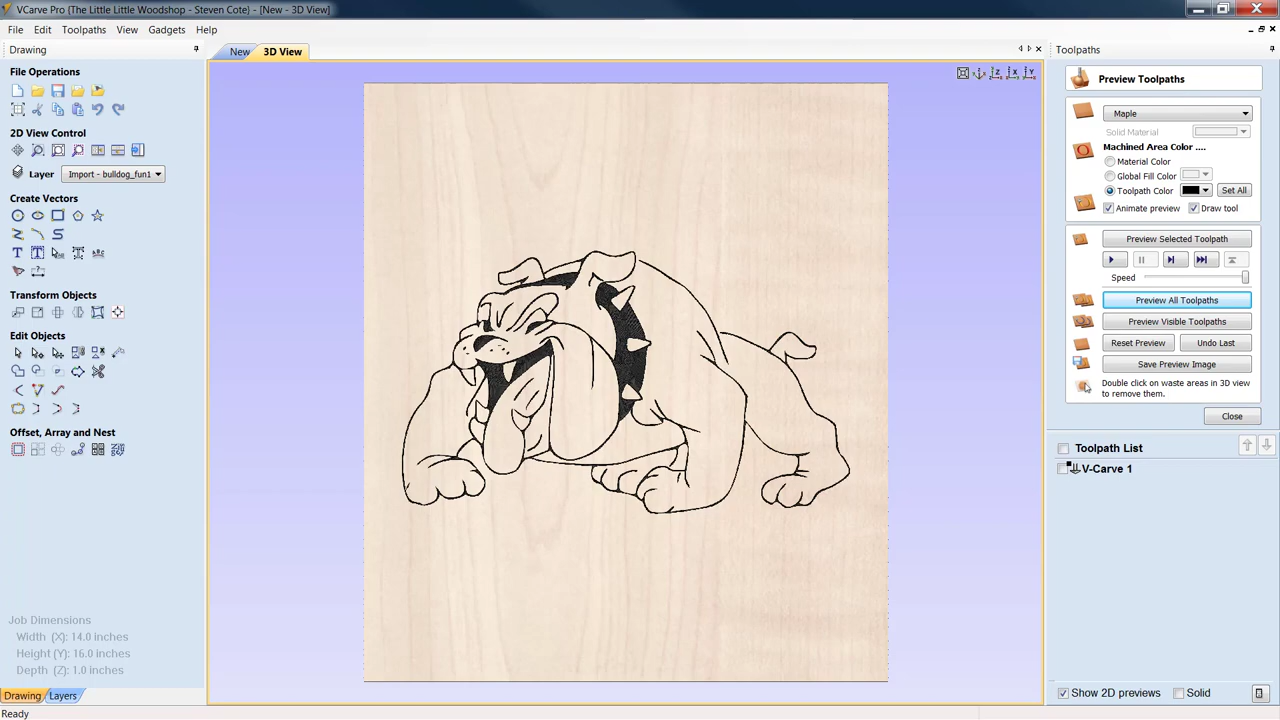 VCarve Pro (The Little Little Woodshop - Steven Cote) - [New - 3D View]
File Edit Toolpaths View Gadgets Help
Drawing
File Operations
2D View Control
Layer Import - bulldog_fun1
Create Vectors
Transform Objects
Edit Objects
Offset, Array and Nest
Job Dimensions
Width (X): 14.0 inches
Height (Y): 16.0 inches
Depth (Z): 1.0 inches
Drawing Layers
Ready
New 3D View
Toolpaths
Preview Toolpaths
Maple
Solid Material
Machined Area Color ....
Material Color
Global Fill Color
Toolpath Color Set All
Animate preview Draw tool
Preview Selected Toolpath
Speed
Preview All Toolpaths
Preview Visible Toolpaths
Reset Preview Undo Last
Save Preview Image
Double click on waste areas in 3D view
to remove them.
Close
Toolpath List
V-Carve 1
Show 2D previews Solid